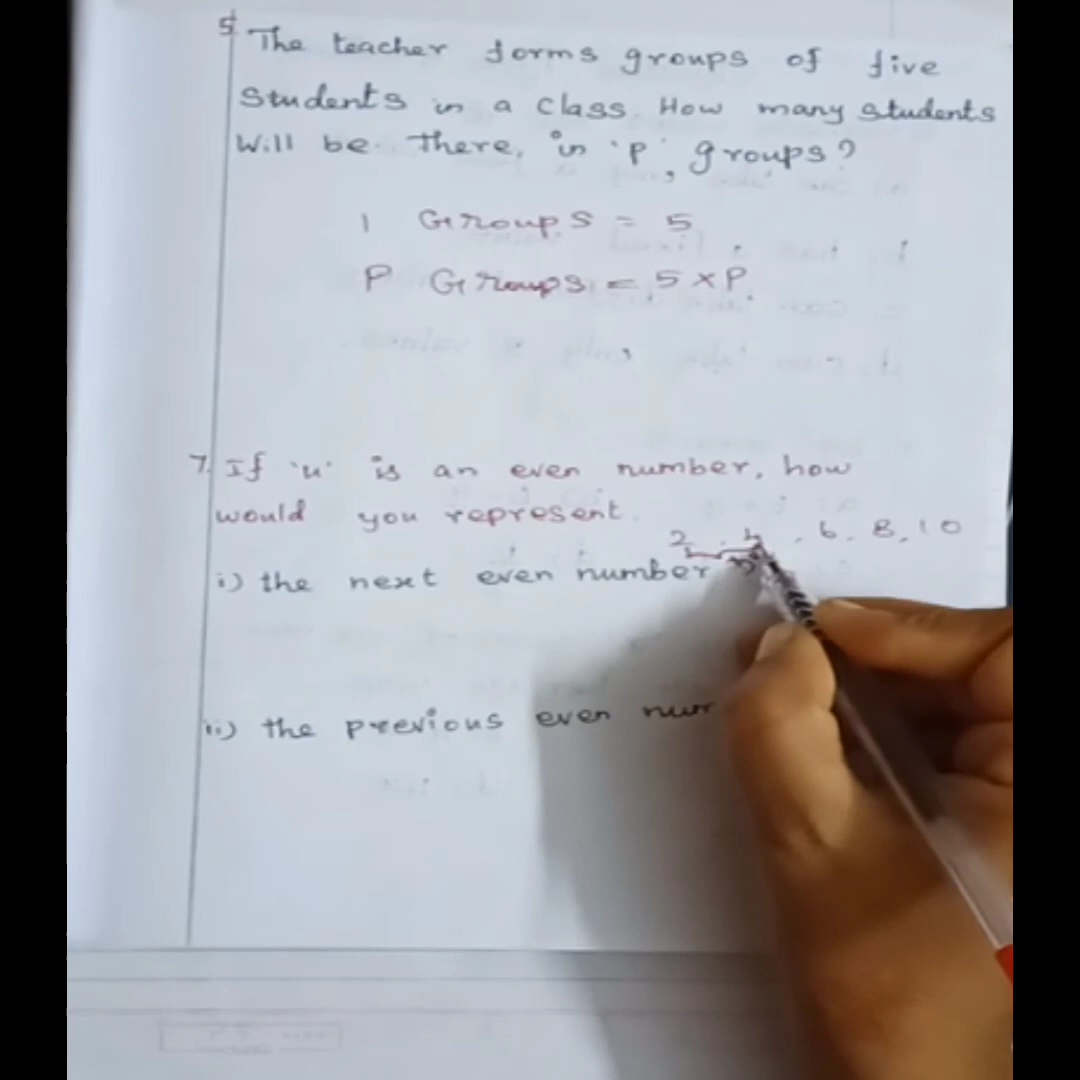 5. The teacher forms groups of five
Students in a class. How many students
will be there, in 'p', groups?
1 Groups = 5
P Groups = 5 × P.
7. If 'u' is an even number, how
would you represent.
2, 4, 6, 8, 10
i) the next even number
ii) the previous even num